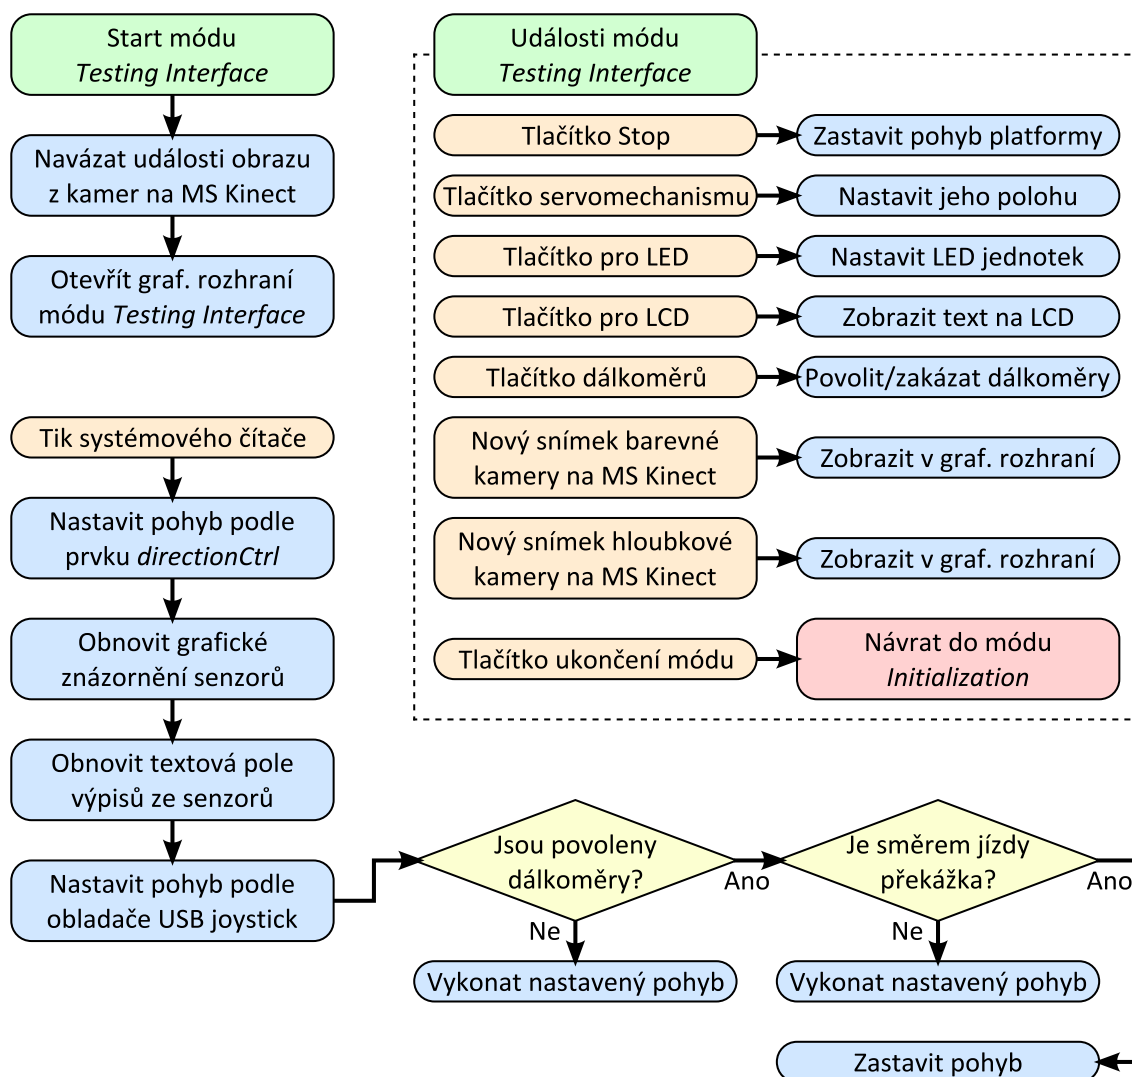 Start módu
Testing Interface
Navázat události obrazu
z kamer na MS Kinect
Otevřít graf. rozhraní
módu Testing Interface
Tik systémového čítače
Nastavit pohyb podle
prvku directionCtrl
Obnovit grafické
znázornění senzorů
Obnovit textová pole
výpisů ze senzorů
Nastavit pohyb podle
obladače USB joystick
Události módu
Testing Interface
Tlačítko Stop
Zastavit pohyb platformy
Tlačítko servomechanismu
Nastavit jeho polohu
Tlačítko pro LED
Nastavit LED jednotek
Tlačítko pro LCD
Zobrazit text na LCD
Tlačítko dálkoměrů
Povolit/zakázat dálkoměry
Nový snímek barevné
kamery na MS Kinect
Zobrazit v graf. rozhraní
Nový snímek hloubkové
kamery na MS Kinect
Zobrazit v graf. rozhraní
Tlačítko ukončení módu
Návrat do módu
Initialization
Jsou povoleny
dálkoměry?
Ano
Ne
Vykonat nastavený pohyb
Je směrem jízdy
překážka?
Ano
Ne
Vykonat nastavený pohyb
Zastavit pohyb